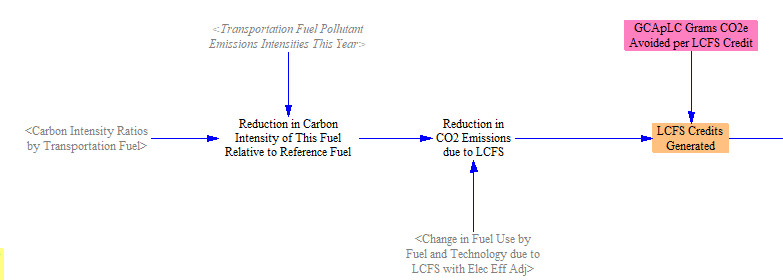 <Transportation Fuel Pollutant
Emissions Intensities This Year>
GCApLC Grams CO2e
Avoided per LCFS Credit
<Carbon Intensity Ratios
by Transportation Fuel>
Reduction in Carbon
Intensity of This Fuel
Relative to Reference Fuel
Reduction in
CO2 Emissions
due to LCFS
LCFS Credits
Generated
<Change in Fuel Use by
Fuel and Technology due to
LCFS with Elec Eff Adj>